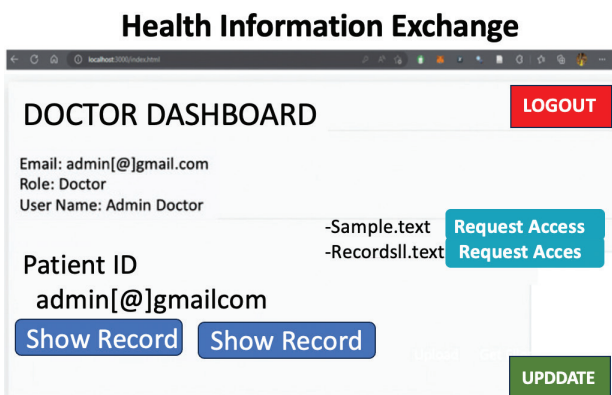 Health Information Exchange
localhost:3000/index.html
DOCTOR DASHBOARD
LOGOUT
Email: admin[@]gmail.com
Role: Doctor
User Name: Admin Doctor
-Sample.text Request Access
-Recordsll.text Request Acces
Patient ID
admin[@]gmailcom
Show Record Show Record
UPDDATE